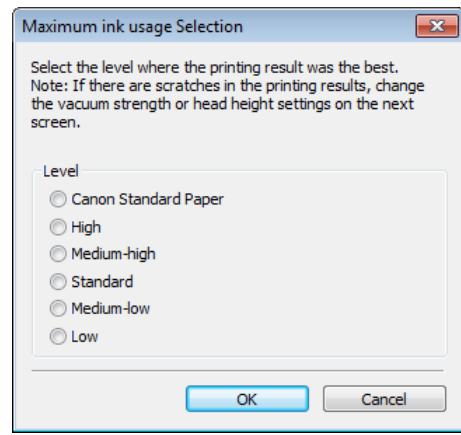 Maximum ink usage Selection
Select the level where the printing result was the best.
Note: If there are scratches in the printing results, change
the vacuum strength or head height settings on the next
screen.
Level
Canon Standard Paper
High
Medium-high
Standard
Medium-low
Low
OK Cancel